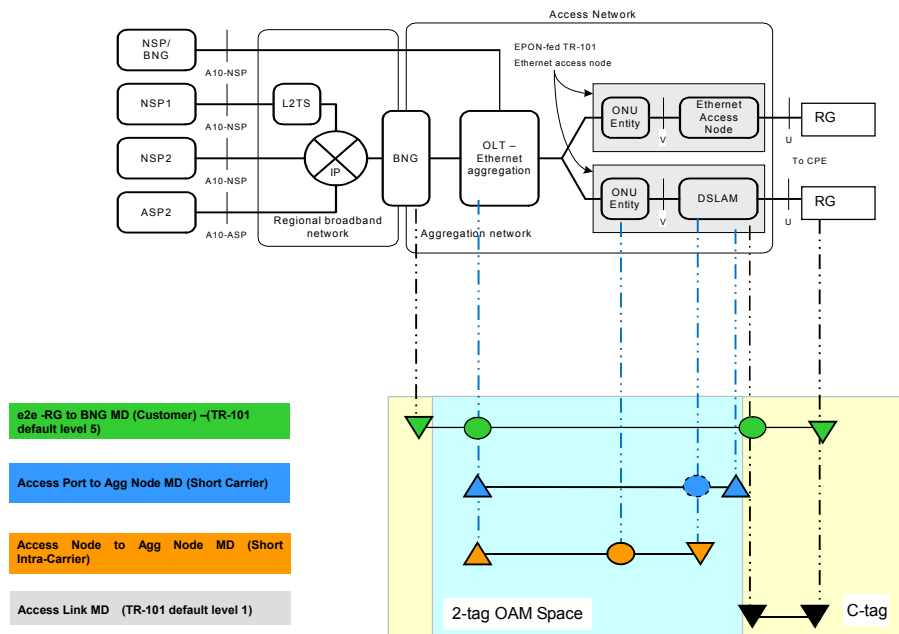 Access Network
NSP/
BNG
A10-NSP
EPON-fed TR-101
Ethernet access node
NSP1
A10-NSP
L2TS
NSP2
A10-NSP
IP
BNG
OLT –
Ethernet
aggregation
ONU
Entity
V
Ethernet
Access
Node
U
RG
To CPE
ASP2
A10-ASP
Regional broadband
network
Aggregation network
ONU
Entity
V
DSLAM
U
RG
e2e -RG to BNG MD (Customer) –(TR-101
default level 5)
Access Port to Agg Node MD (Short Carrier)
Access Node to Agg Node MD (Short
Intra-Carrier)
Access Link MD (TR-101 default level 1)
2-tag OAM Space
C-tag